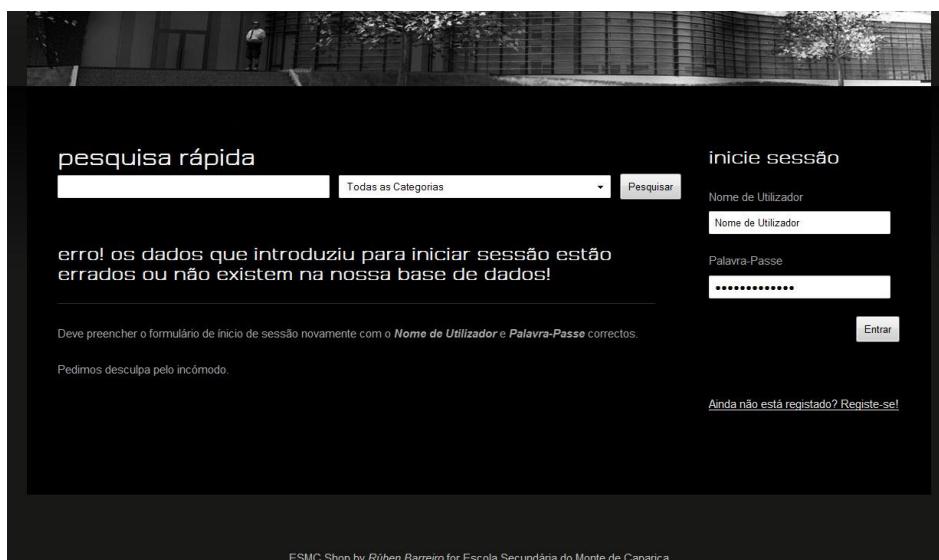 pesquisa rápida
Todas as Categorias
Pesquisar
erro! os dados que introduziu para iniciar sessão estão
errados ou não existem na nossa base de dados!
Deve preencher o formulário de ínicio de sessão novamente com o Nome de Utilizador e Palavra-Passe correctos.
Pedimos desculpa pelo incómodo.
inicie sessão
Nome de Utilizador
Nome de Utilizador
Palavra-Passe
•••••••••••••
Entrar
Ainda não está registado? Registe-se!
ESMC Shop by Rúben Barreiro for Escola Secundária do Monte de Caparica